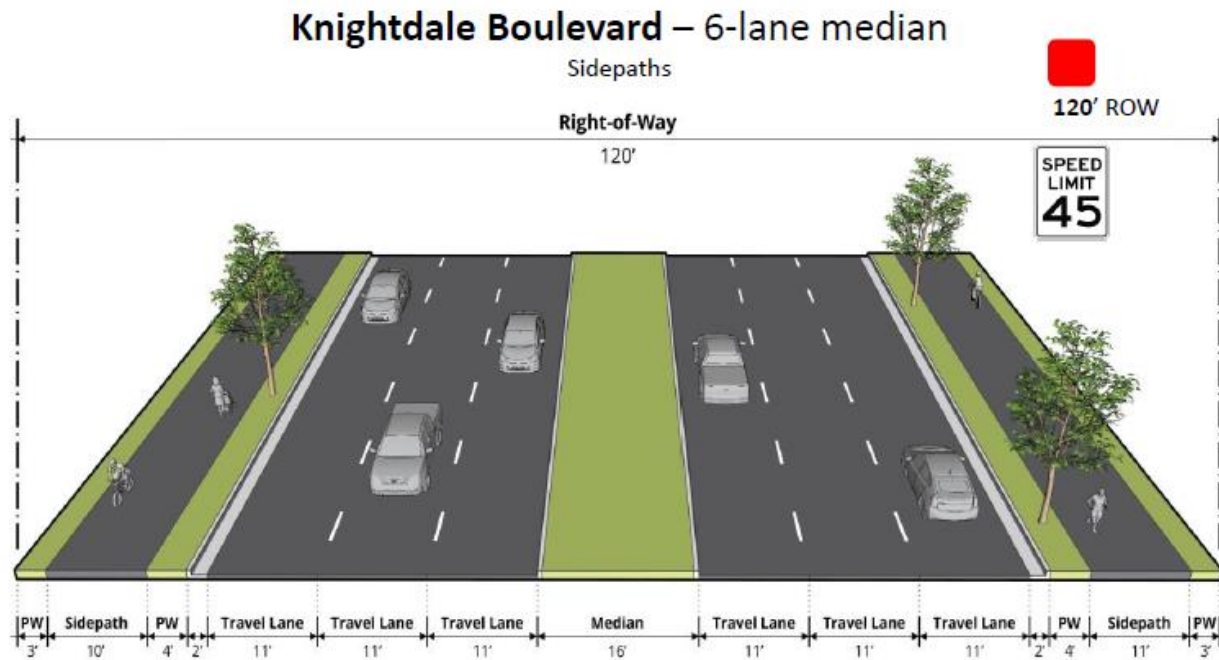 Knightdale Boulevard – 6-lane median
Sidepaths
120' ROW
Right-of-Way
120'
SPEED
LIMIT
45
PW Sidepath PW Travel Lane Travel Lane Travel Lane Median Travel Lane Travel Lane Travel Lane PW Sidepath PW
3' 10' 4' 2' 11' 11' 11' 16' 11' 11' 11' 2' 4' 11' 3'